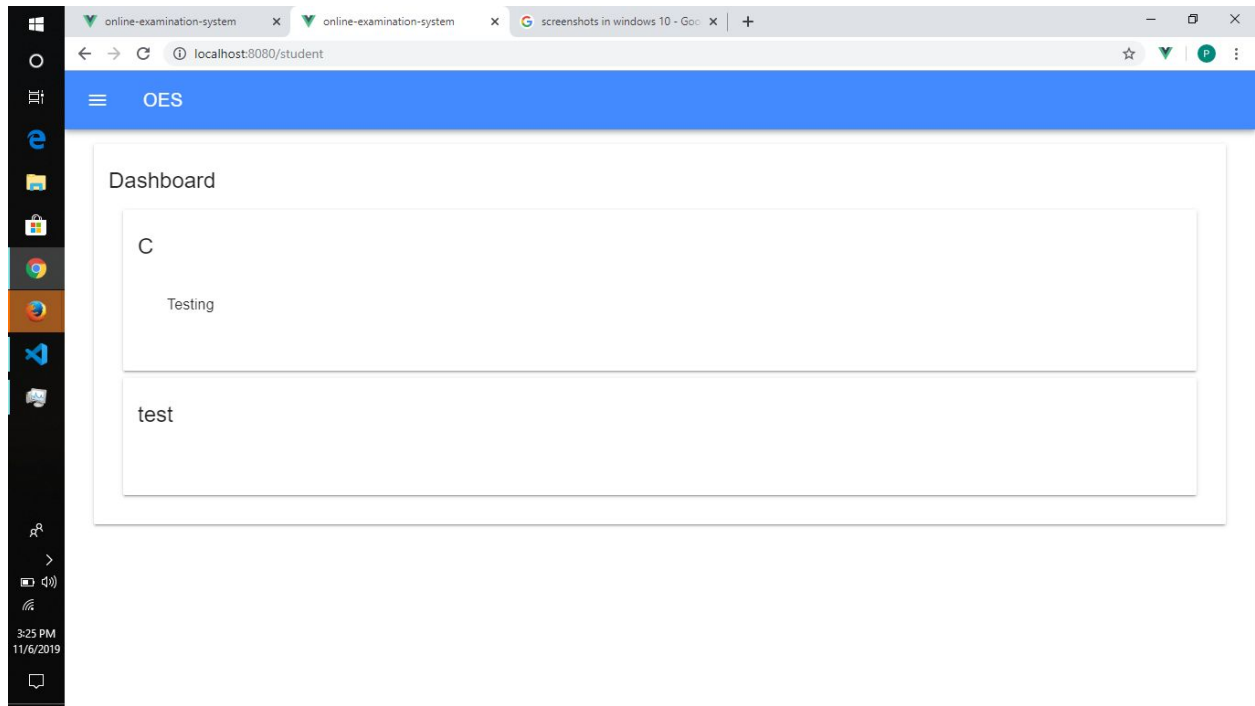 online-examination-system
online-examination-system
screenshots in windows 10 - Goo
localhost:8080/student
P
OES
Dashboard
C
Testing
test
3:25 PM
11/6/2019